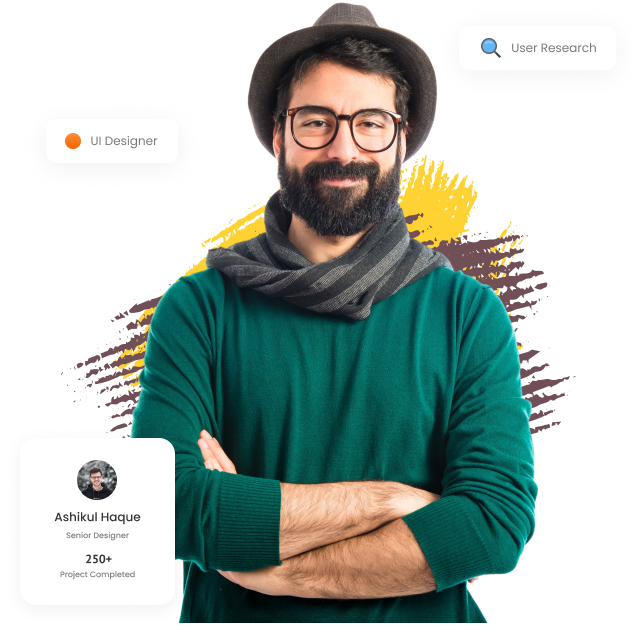 User Research
UI Designer
Ashikul Haque
Senior Designer
250+
Project Completed